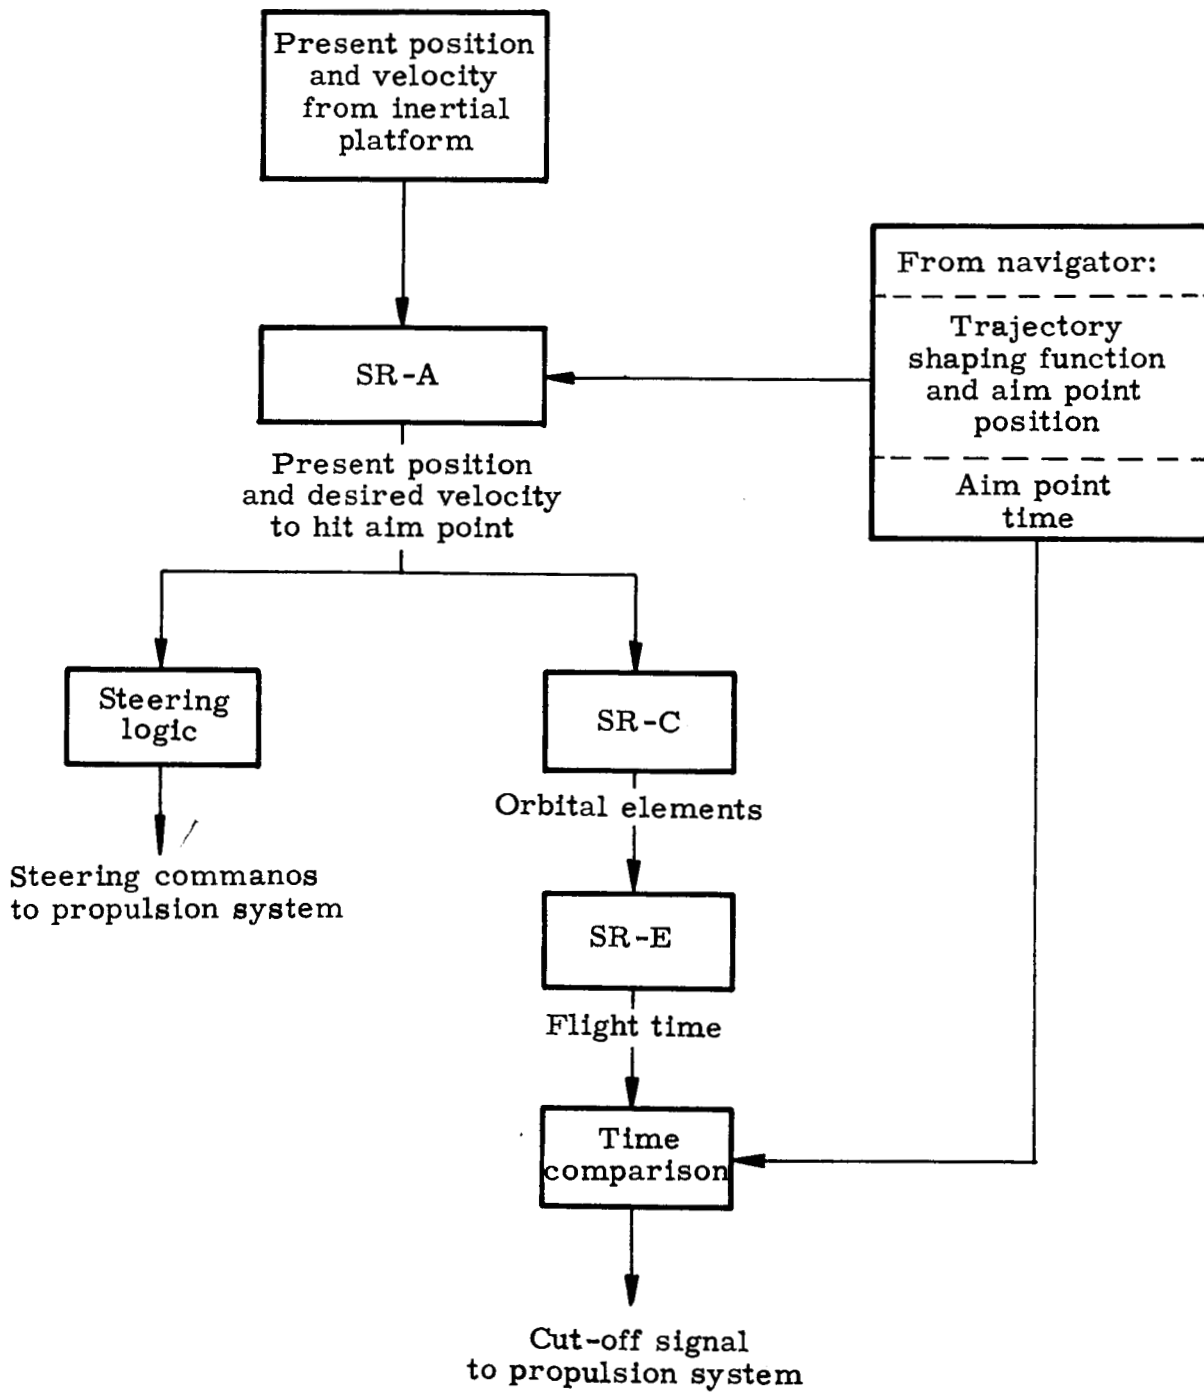 Present position
and velocity
from inertial
platform
From navigator:
Trajectory
shaping function
and aim point
position
Aim point
time
SR-A
Present position
and desired velocity
to hit aim point
Steering
logic
SR-C
Orbital elements
Steering commanos
to propulsion system
SR-E
Flight time
Time
comparison
Cut-off signal
to propulsion system